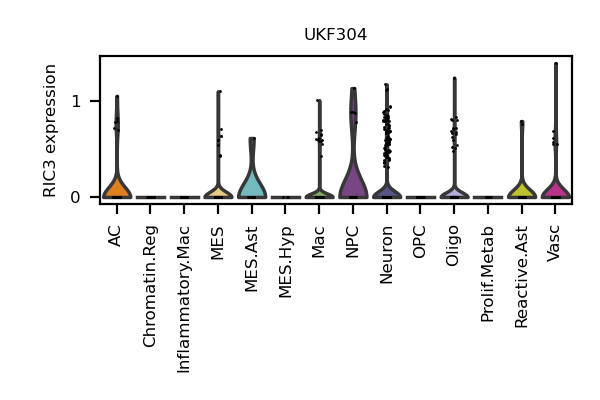 UKF304
RIC3 expression
1
0
AC
Chromatin.Reg
Inflammatory.Mac
MES
MES.Ast
MES.Hyp
Mac
NPC
Neuron
OPC
Oligo
Prolif.Metab
Reactive.Ast
Vasc